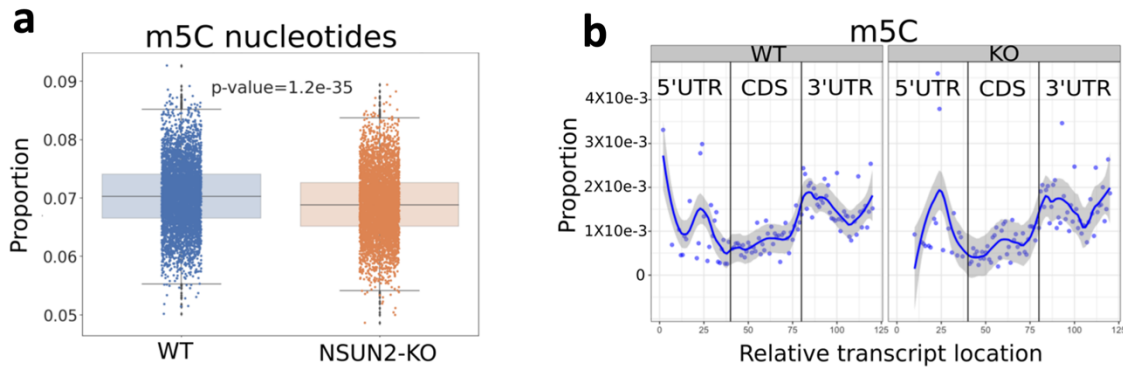 a
m5C nucleotides
0.09
p-value=1.2e-35
0.08
0.07
0.06
0.05
Proportion
WT
NSUN2-KO
b
m5C
WT
KO
5'UTR
CDS
3'UTR
5'UTR
CDS
3'UTR
4X10e-3
3X10e-3
2X10e-3
1X10e-3
0
Proportion
0
25
50
75
100
125
0
25
50
75
100
125
Relative transcript location